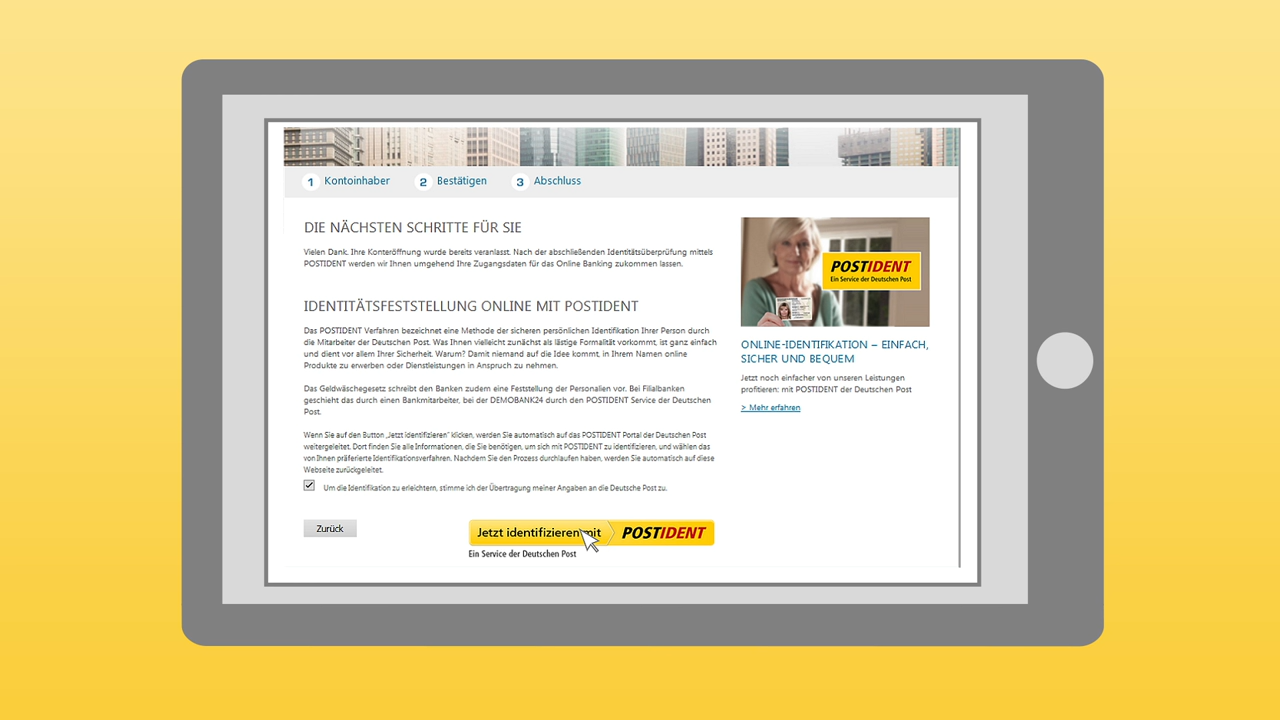 1 Kontoinhaber 2 Bestätigen 3 Abschluss
DIE NÄCHSTEN SCHRITTE FÜR SIE
Vielen Dank. Ihre Konteröffnung wurde bereits veranlasst. Nach der abschließenden Identitätsüberprüfung mittels
POSTIDENT werden wir Ihnen umgehend Ihre Zugangsdaten für das Online Banking zukommen lassen.
IDENTITÄTSFESTSTELLUNG ONLINE MIT POSTIDENT
Das POSTIDENT Verfahren bezeichnet eine Methode der sicheren persönlichen Identifikation Ihrer Person durch
die Mitarbeiter der Deutschen Post. Was Ihnen vielleicht zunächst als lästige Formalität vorkommt, ist ganz einfach
und dient vor allem Ihrer Sicherheit. Warum? Damit niemand auf die Idee kommt, in Ihrem Namen online
Produkte zu erwerben oder Dienstleistungen in Anspruch zu nehmen.
Das Geldwäschegesetz schreibt den Banken zudem eine Feststellung der Personalien vor. Bei Filialbanken
geschieht das durch einen Bankmitarbeiter, bei der DEMOBANK24 durch den POSTIDENT Service der Deutschen
Post.
Wenn Sie auf den Button „Jetzt identifizieren" klicken, werden Sie automatisch auf das POSTIDENT Portal der Deutschen Post
weitergeleitet. Dort finden Sie alle Informationen, die Sie benötigen, um sich mit POSTIDENT zu identifizieren, und wählen das
von Ihnen präferierte Identifikationsverfahren. Nachdem Sie den Prozess durchlaufen haben, werden Sie automatisch auf diese
Webseite zurückgeleitet.
Um die Identifikation zu erleichtern, stimme ich der Übertragung meiner Angaben an die Deutsche Post zu.
Zurück
Jetzt identifizieren mit POSTIDENT
Ein Service der Deutschen Post
POSTIDENT
Ein Service der Deutschen Post
ONLINE-IDENTIFIKATION – EINFACH,
SICHER UND BEQUEM
Jetzt noch einfacher von unseren Leistungen
profitieren: mit POSTIDENT der Deutschen Post
> Mehr erfahren